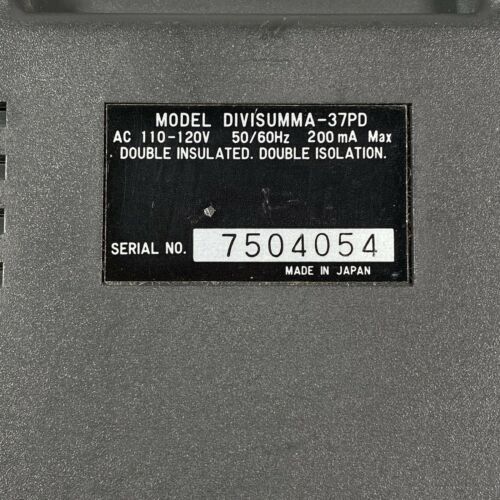 MODEL DIVISUMMA-37PD
AC 110-120V 50/60Hz 200mA Max
DOUBLE INSULATED. DOUBLE ISOLATION.
SERIAL NO. 7504054
MADE IN JAPAN